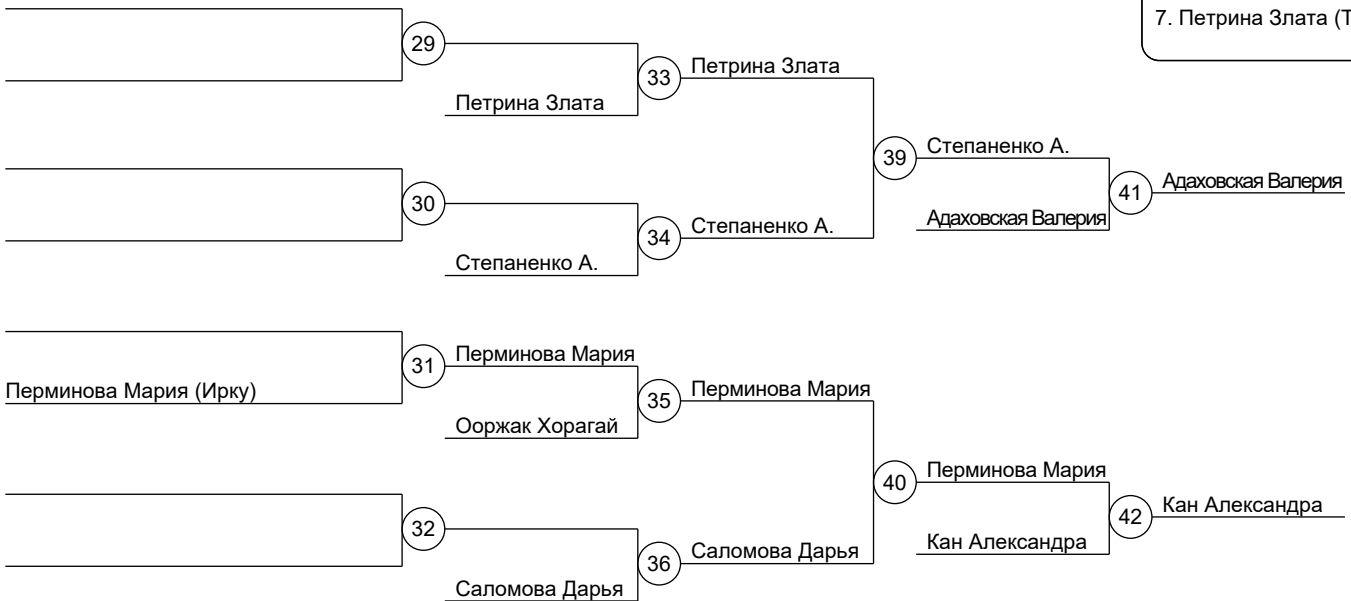 7. Петрина Злата (Т
29
33
Петрина Злата
Петрина Злата
39
Степаненко А.
30
41
Адаховская Валерия
34
Степаненко А.
Адаховская Валерия
Степаненко А.
31
Перминова Мария
Перминова Мария (Ирку)
35
Перминова Мария
Ооржак Хорагай
40
Перминова Мария
32
42
Кан Александра
36
Саломова Дарья
Кан Александра
Саломова Дарья